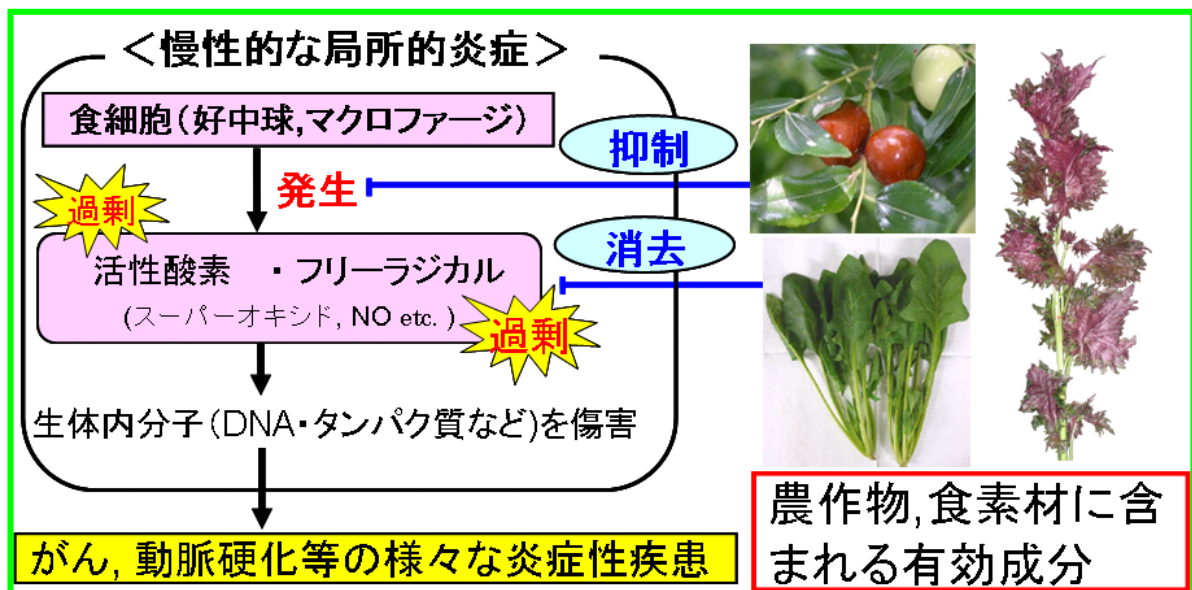 ＜慢性的な局所的炎症＞
食細胞（好中球,マクロファージ）
抑制
発生
過剰
消去
活性酸素　・フリーラジカル
(スーパーオキシド, NO etc. )
過剰
生体内分子（DNA・タンパク質など)を傷害
がん, 動脈硬化等の様々な炎症性疾患
農作物,食素材に含
まれる有効成分